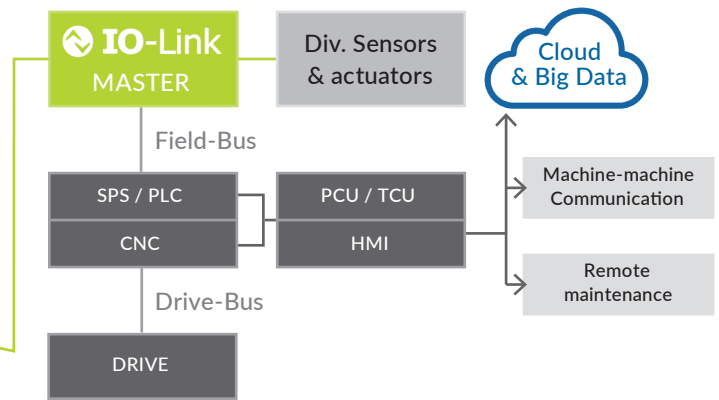 IO-Link
MASTER
Div. Sensors
& actuators
Cloud
& Big Data
Field-Bus
SPS / PLC
CNC
PCU / TCU
HMI
Machine-machine
Communication
Remote
maintenance
Drive-Bus
DRIVE